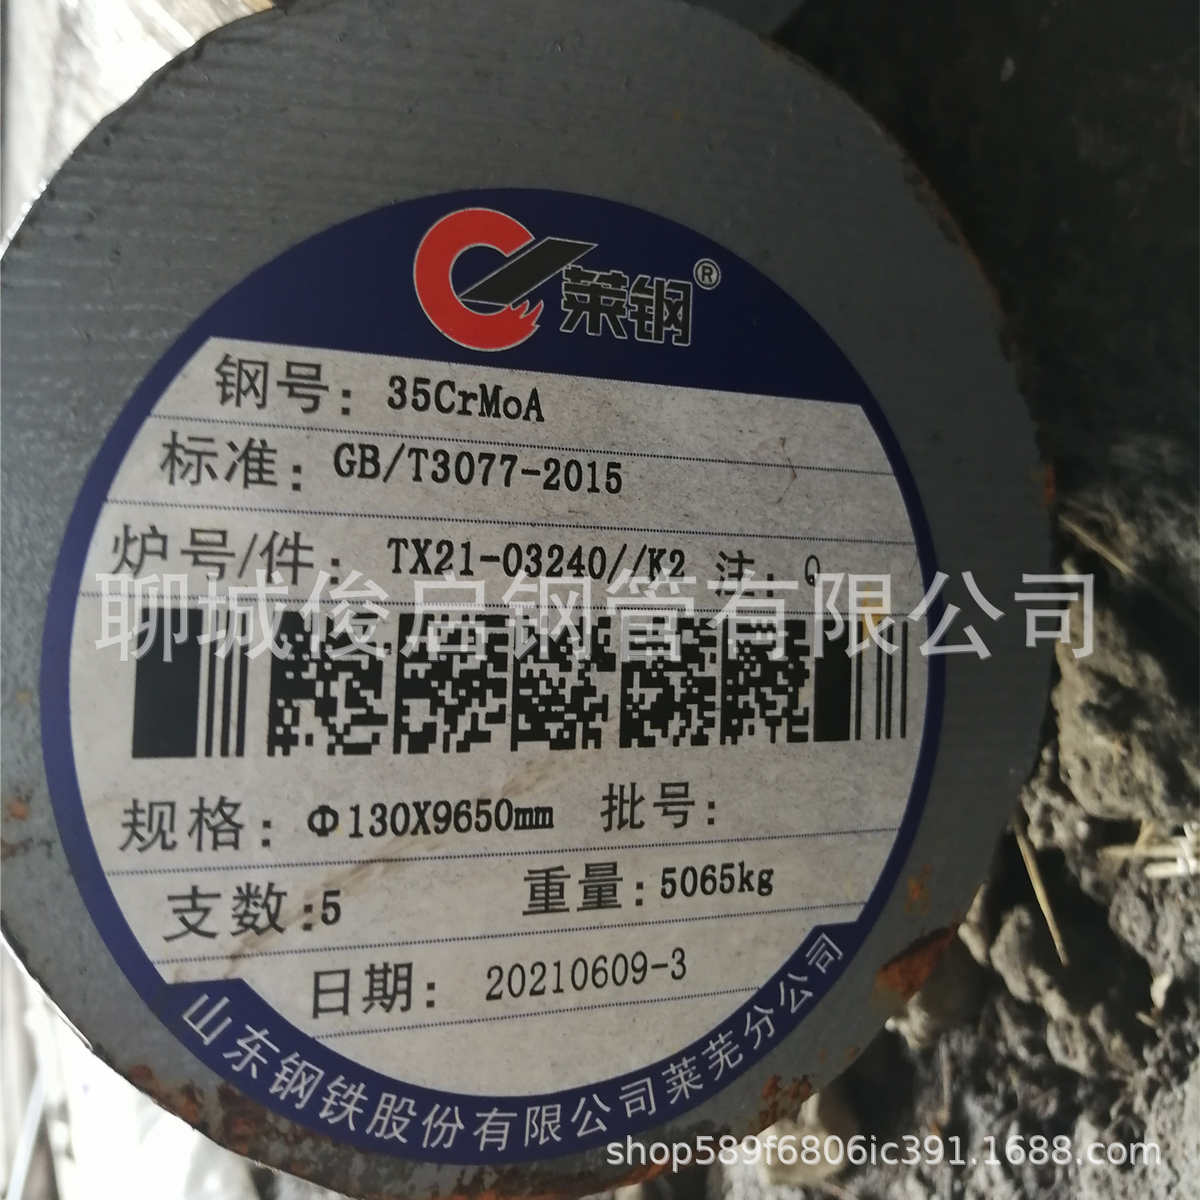 莱钢®
钢号: 35CrMoA
标准: GB/T3077-2015
炉号/件: TX21-03240//K2 注: Q
聊城俊启钢管有限公司
规格: Φ130X9650mm 批号:
支数:5 重量:5065kg
日期: 20210609-3
山东钢铁股份有限公司莱芜分公司
shop589f6806ic391.1688.com